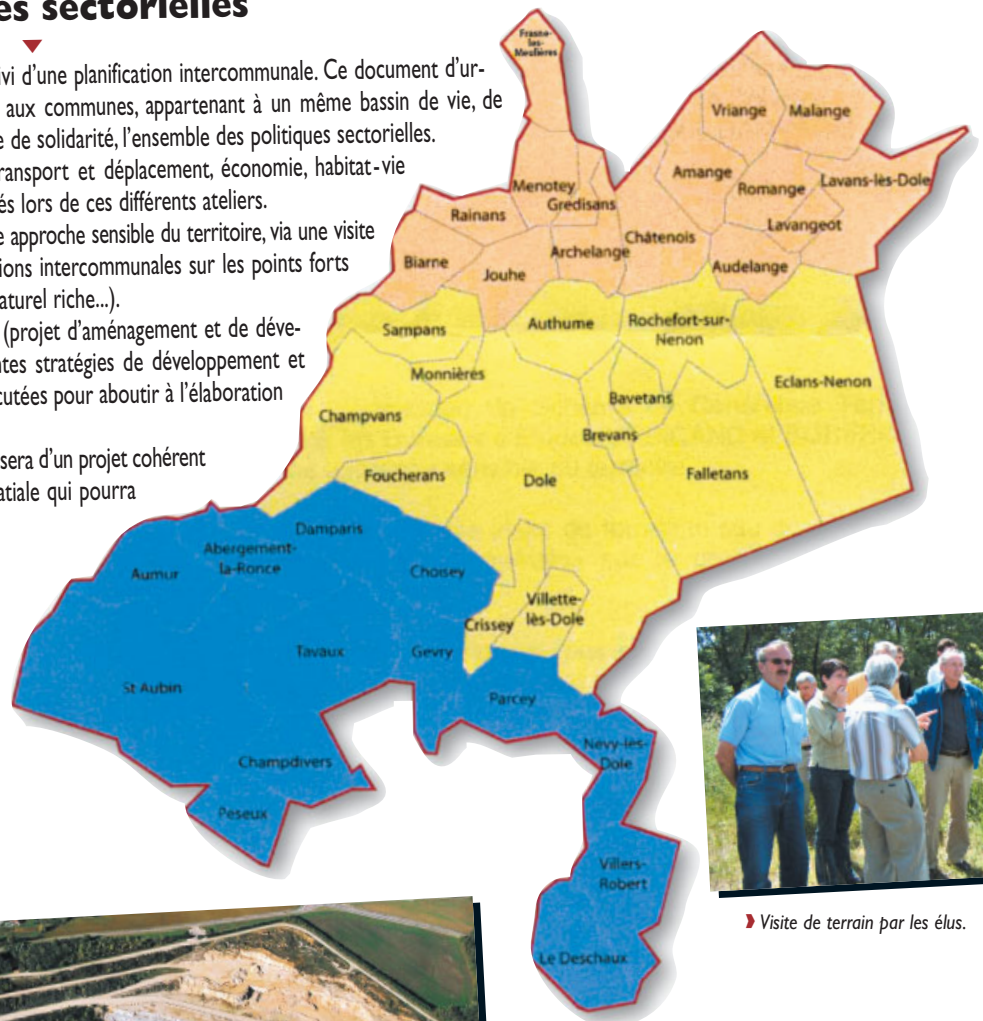 es sectorielles
ivi d'une planification intercommunale. Ce document d'ur-
aux communes, appartenant à un même bassin de vie, de
e de solidarité, l'ensemble des politiques sectorielles.
ransport et déplacement, économie, habitat-vie
és lors de ces différents ateliers.
e approche sensible du territoire, via une visite
ions intercommunales sur les points forts
aturel riche...).
(projet d'aménagement et de déve-
ntes stratégies de développement et
cutées pour aboutir à l'élaboration
sera d'un projet cohérent
atiale qui pourra
Frasne-
les-
Meulières
Vriange
Malange
Menotey
Gredisans
Amange
Romange
Lavans-lès-Dole
Rainans
Lavangeot
Biarne
Jouhe
Archelange
Châtenois
Audelange
Sampans
Authume
Rochefort-sur-
Nenon
Monnières
Eclans-Nenon
Champvans
Bavetans
Brevans
Foucherans
Dole
Falletans
Damparis
Abergement-
la-Ronce
Aumur
Choisey
Villette-
lès-Dole
Crissey
Tavaux
Gevry
St Aubin
Parcey
Nevy-lès-
Dole
Champdivers
Peseux
Villers-
Robert
Le Deschaux
Visite de terrain par les élus.